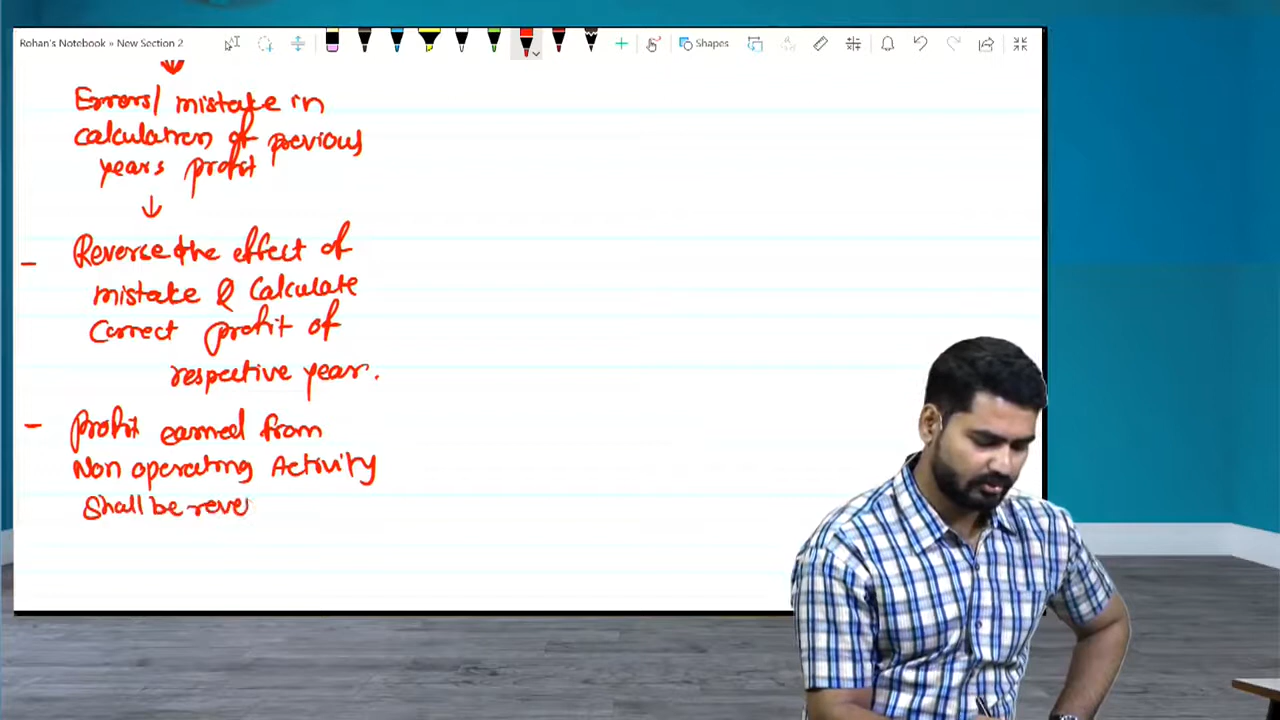 Rohan's Notebook » New Section 2
Shapes
Errors/ mistake in
calculation of previous
years profit
Reverse the effect of
mistake & Calculate
Correct profit of
respective year.
- profit earned from
Non operating Activity
Shall be reve